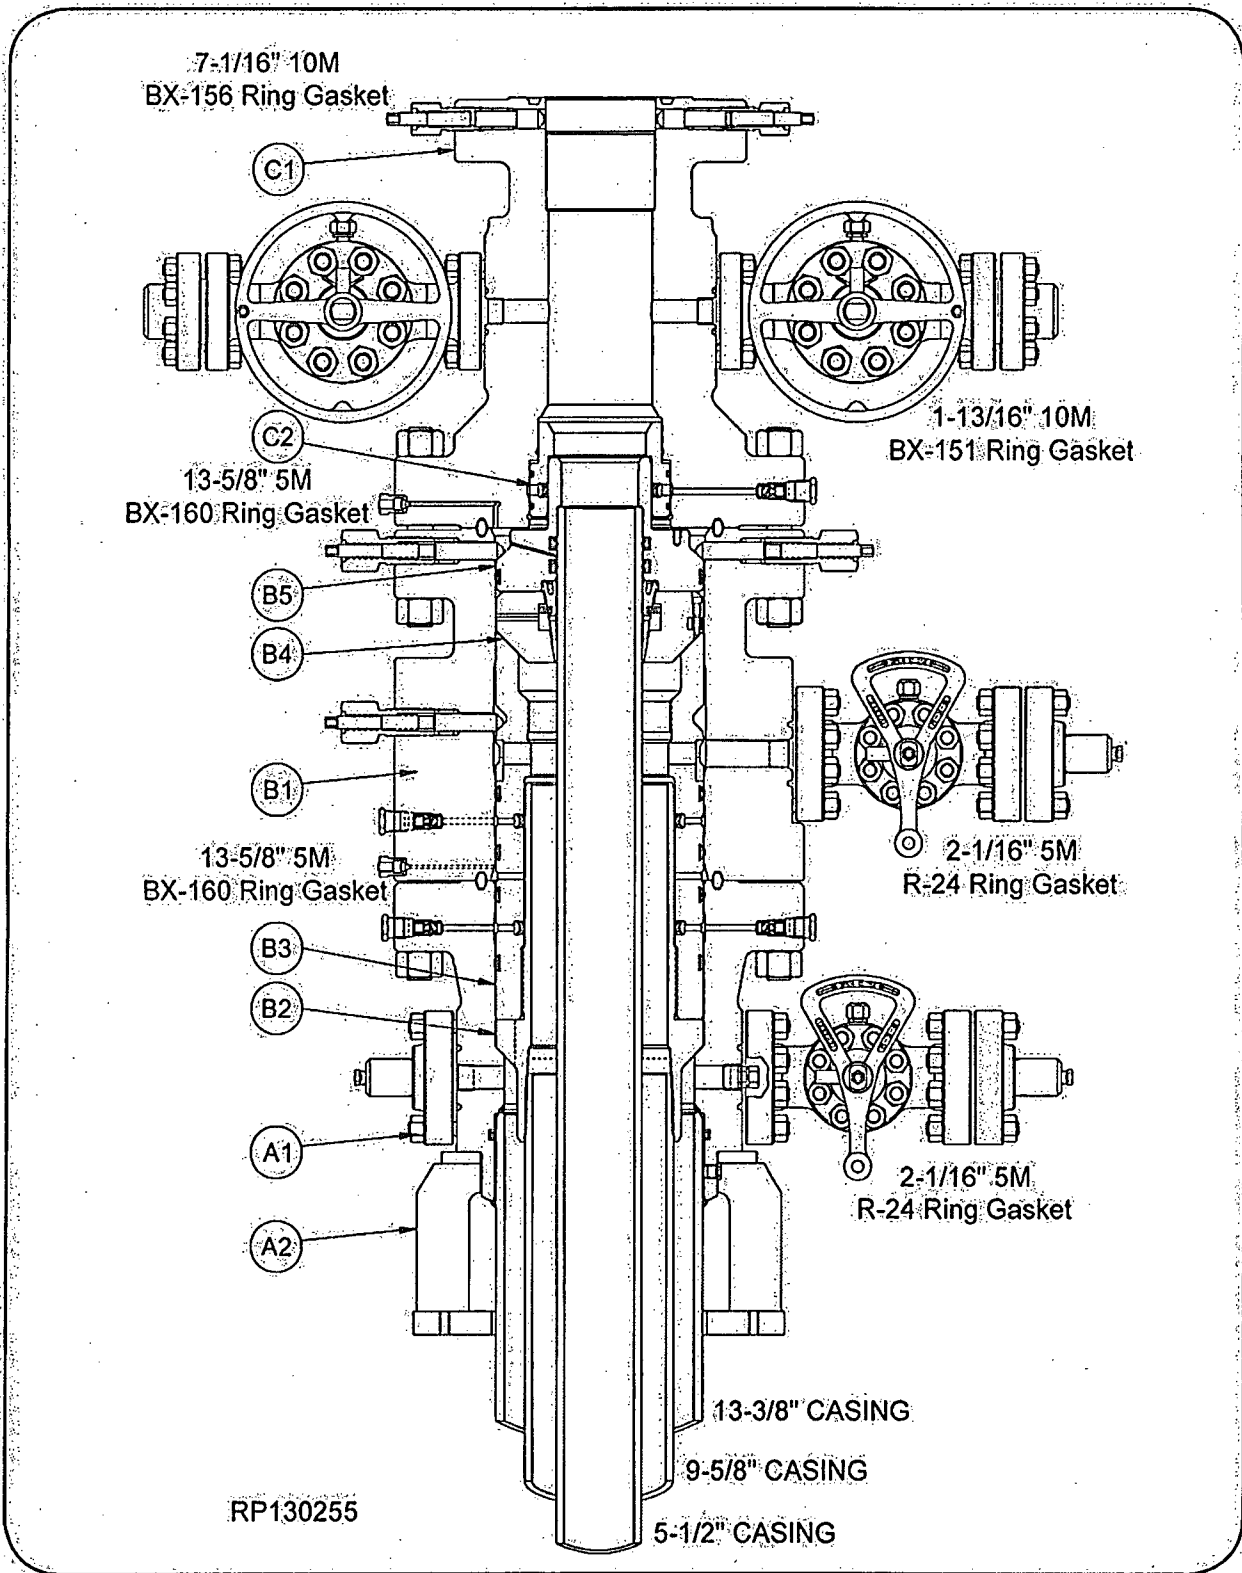 7-1/16" 10M
BX-156 Ring Gasket
C1
C2
1-13/16" 10M
BX-151 Ring Gasket
13-5/8" 5M
BX-160 Ring Gasket
B5
B4
B1
2-1/16" 5M
R-24 Ring Gasket
13-5/8" 5M
BX-160 Ring Gasket
B3
B2
A1
2-1/16" 5M
R-24 Ring Gasket
A2
13-3/8" CASING
9-5/8" CASING
RP130255
5-1/2" CASING